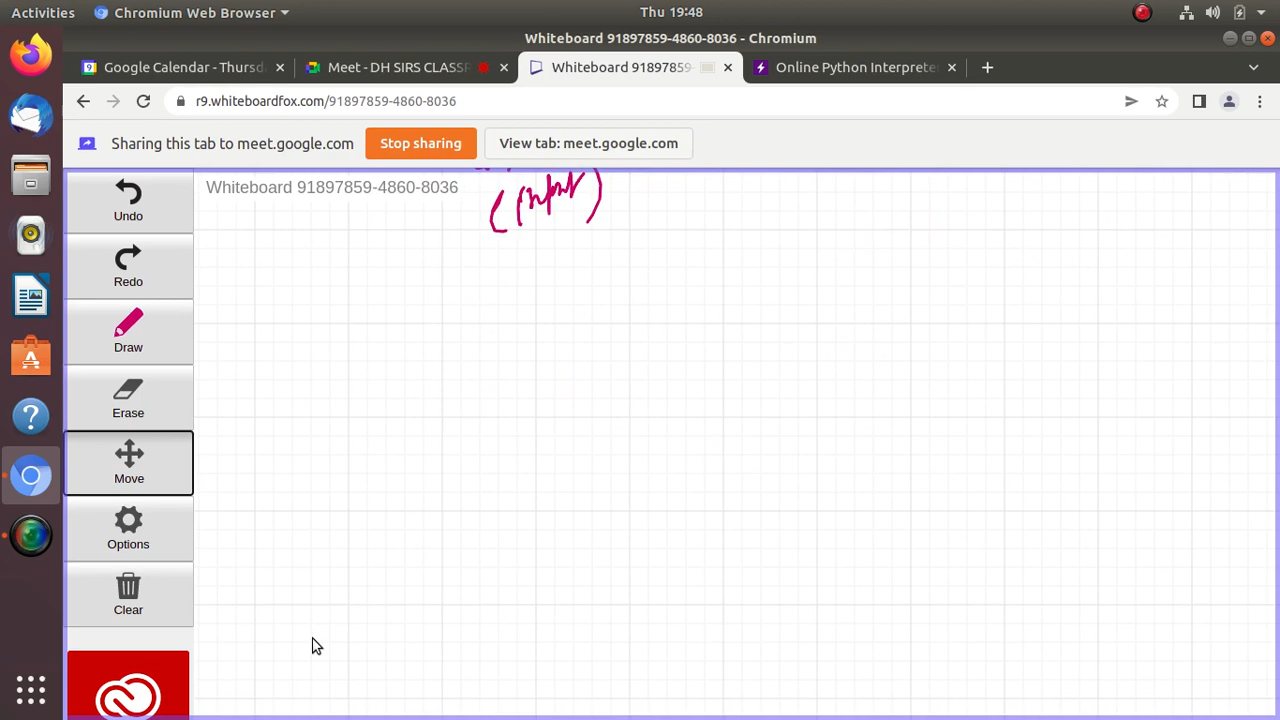 Activities Chromium Web Browser Thu 19:48
Whiteboard 91897859-4860-8036 - Chromium
Google Calendar - Thursd Meet - DH SIRS CLASSR Whiteboard 91897859- Online Python Interprete
r9.whiteboardfox.com/91897859-4860-8036
Sharing this tab to meet.google.com Stop sharing View tab: meet.google.com
Whiteboard 91897859-4860-8036
(input)
Undo
Redo
Draw
Erase
Move
Options
Clear